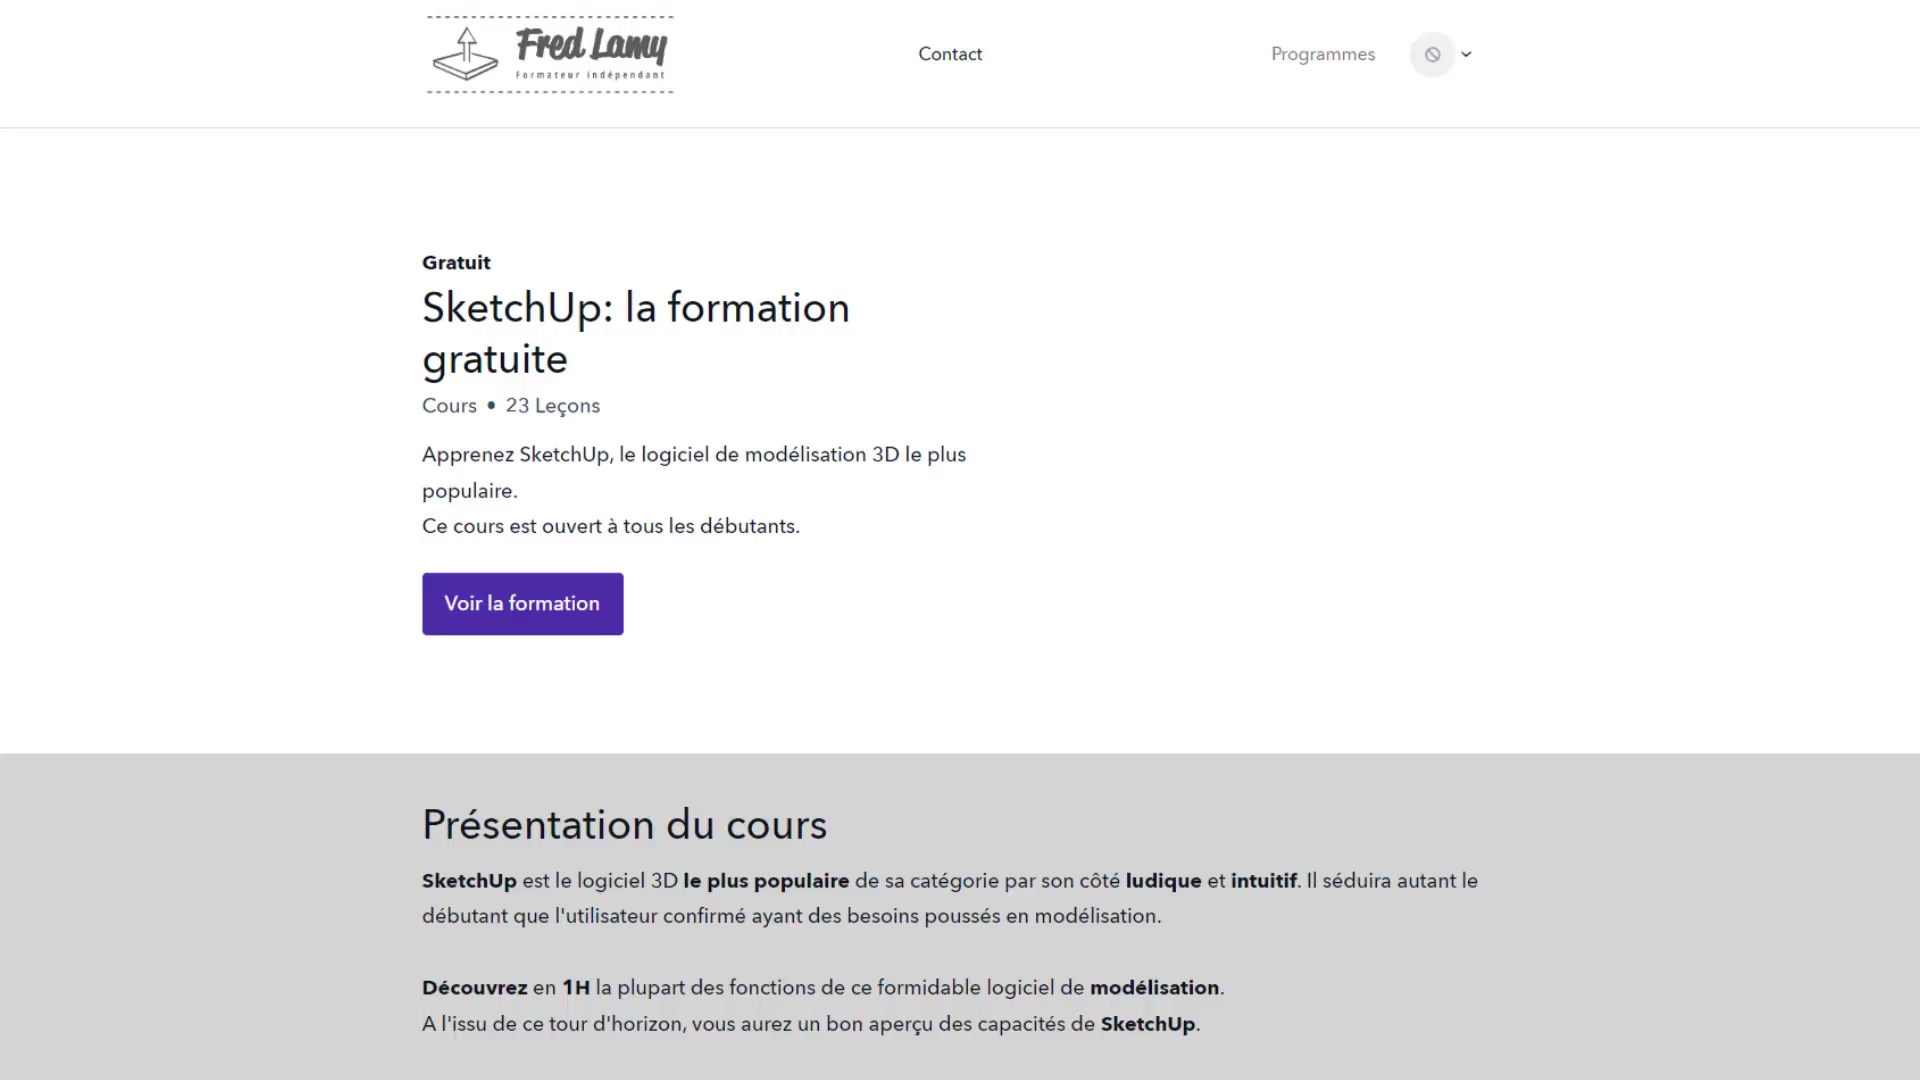 Fred Lamy
Formateur indépendant
Contact
Programmes
Gratuit
SketchUp: la formation
gratuite
Cours • 23 Leçons
Apprenez SketchUp, le logiciel de modélisation 3D le plus
populaire.
Ce cours est ouvert à tous les débutants.
Voir la formation
Présentation du cours
SketchUp est le logiciel 3D le plus populaire de sa catégorie par son côté ludique et intuitif. Il séduira autant le
débutant que l'utilisateur confirmé ayant des besoins poussés en modélisation.
Découvrez en 1H la plupart des fonctions de ce formidable logiciel de modélisation.
A l'issu de ce tour d'horizon, vous aurez un bon aperçu des capacités de SketchUp.